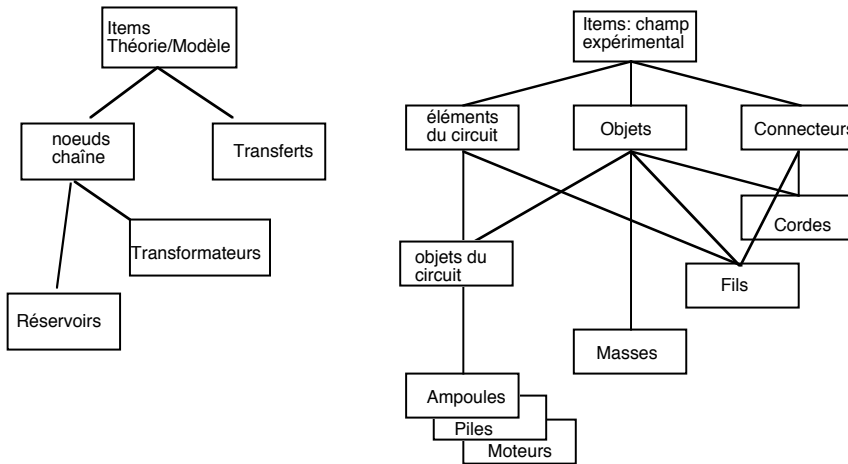 Items
Théorie/Modèle
noeuds
chaîne
Transferts
Transformateurs
Réservoirs
Items: champ
expérimental
éléments
du circuit
Objets
Connecteurs
Cordes
objets du
circuit
Fils
Masses
Ampoules
Piles
Moteurs